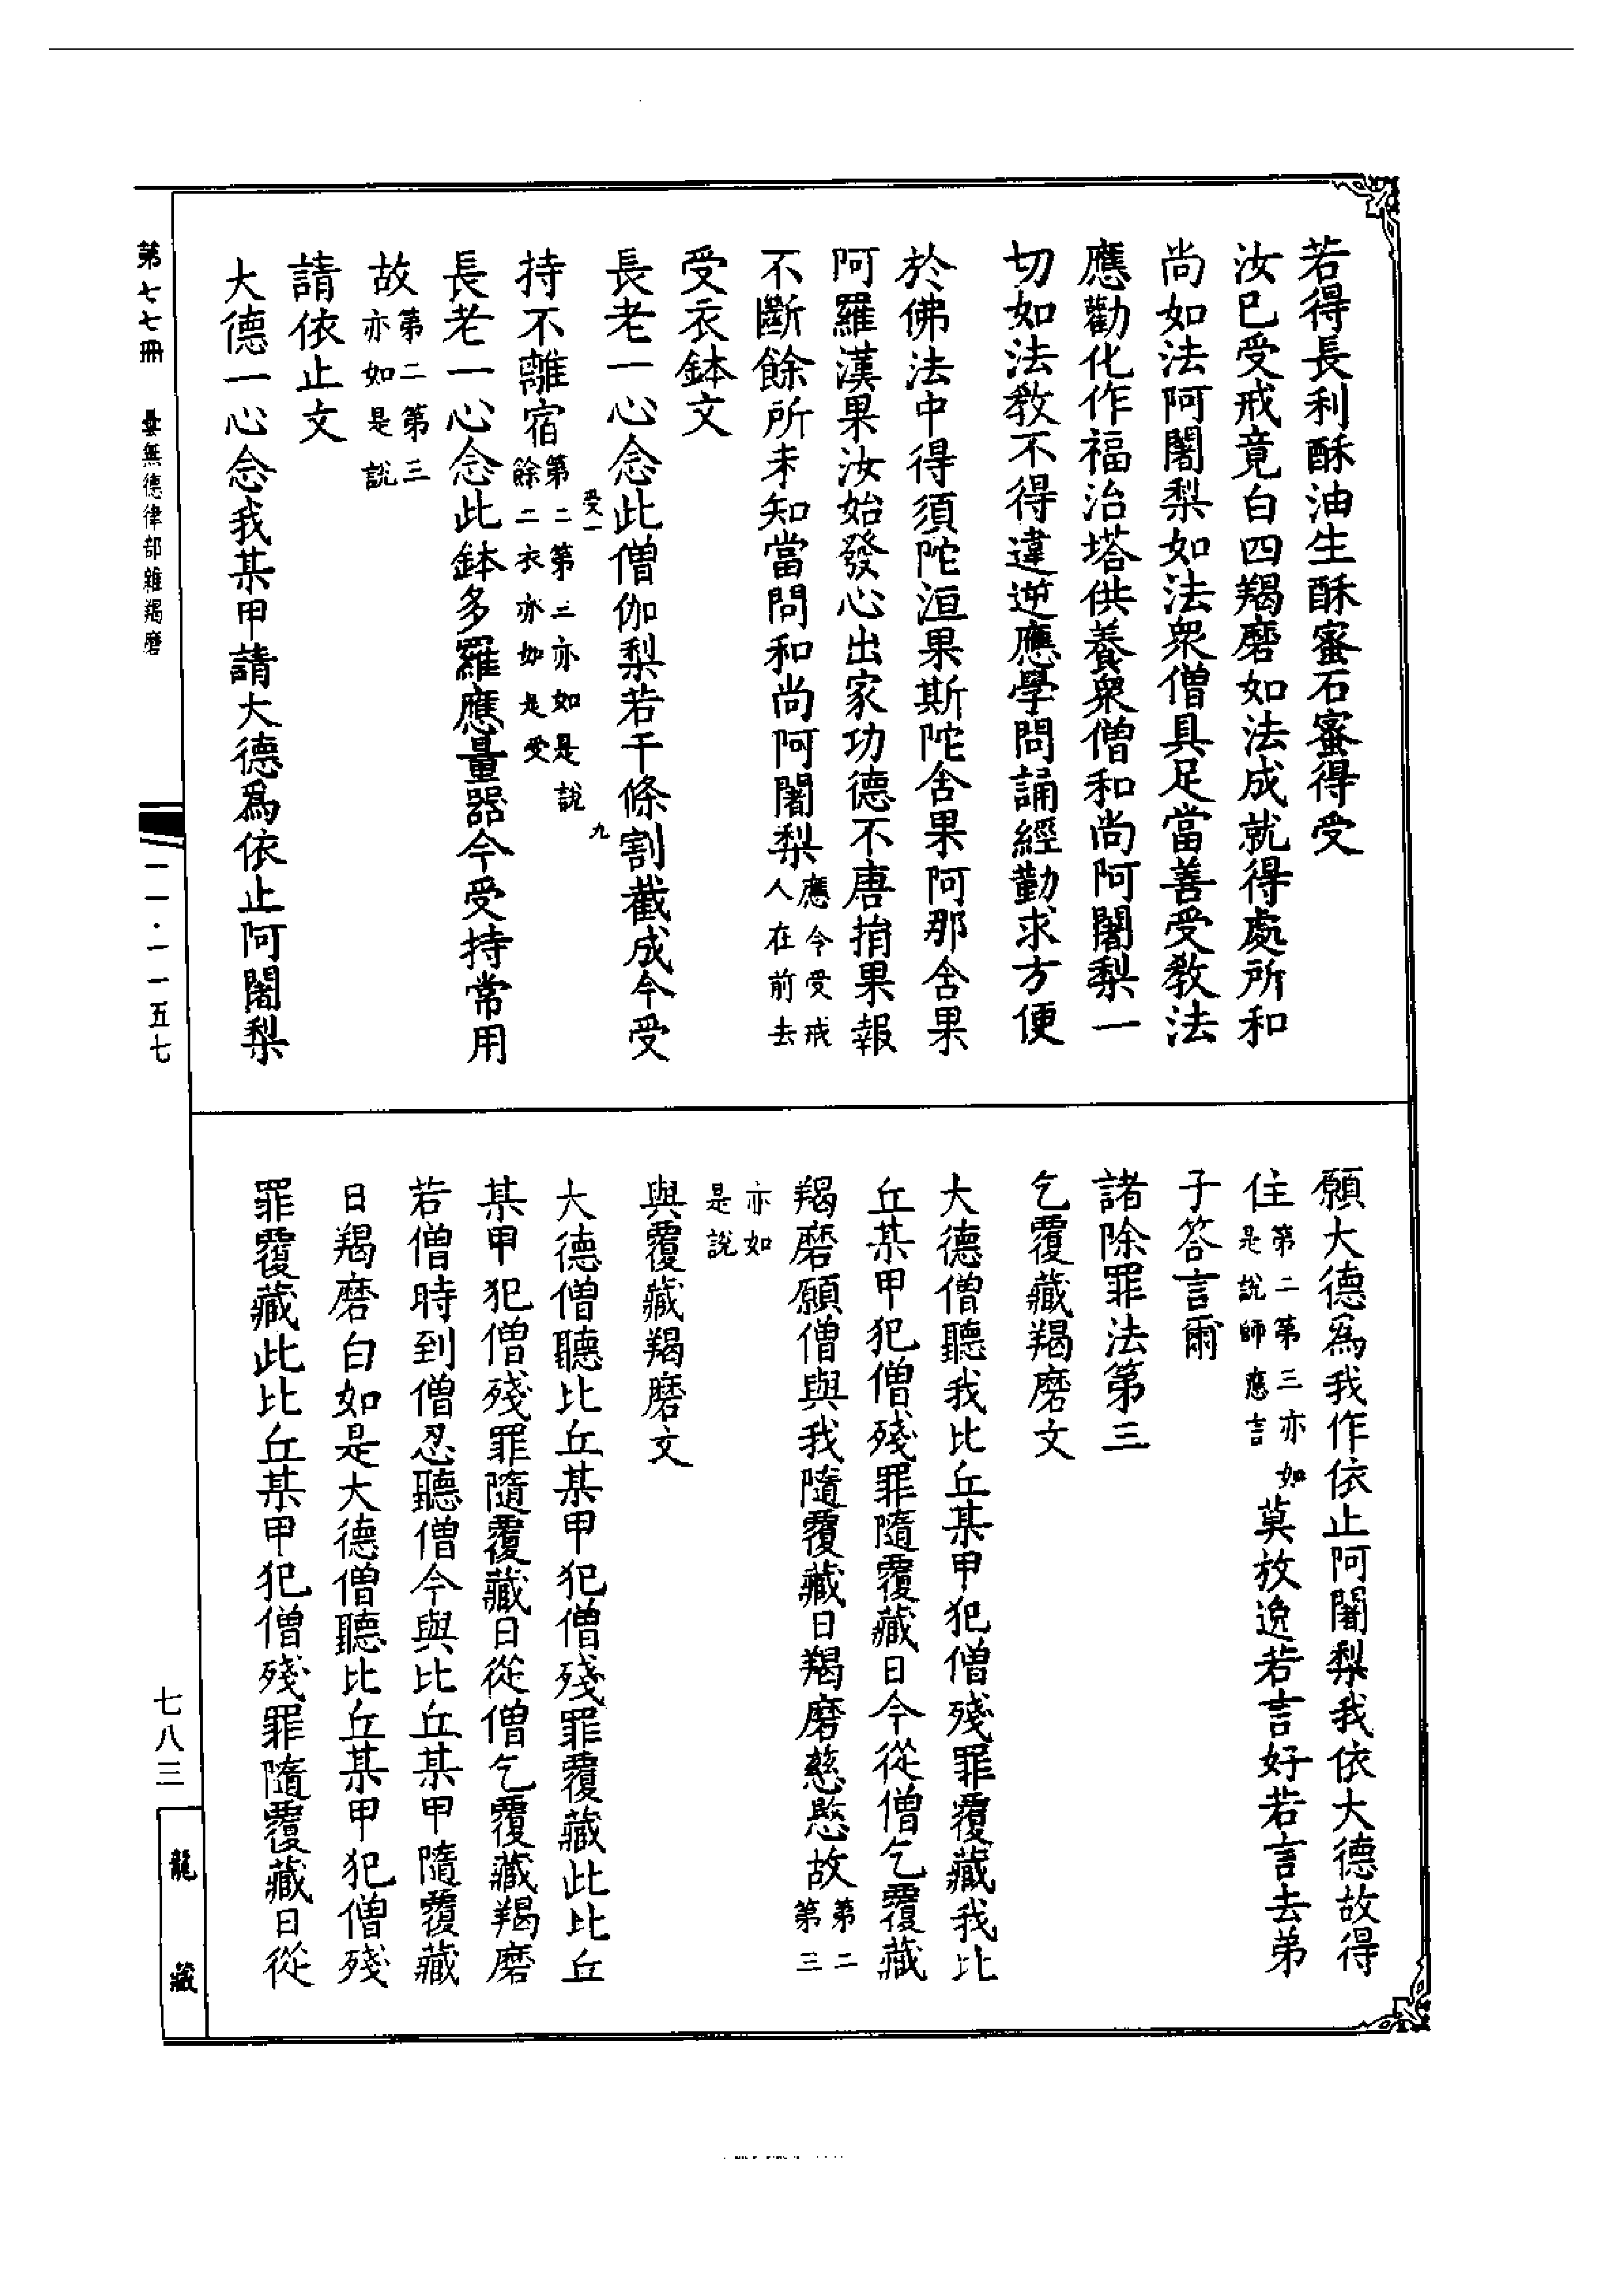 若得長利酥油生酥蜜石蜜得受
汝已受戒竟白四羯磨如法成就得處所和
尚如法阿闍梨如法衆僧具足當善受教法
應勸化作福治塔供養衆僧和尚阿闍梨一
切如法教不得違逆應學問誦經勤求方便
於佛法中得須陀洹果斯陀含果阿那含果
阿羅漢果汝始發心出家功德不唐捐果報
不斷餘所未知當問和尚阿闍梨應今受戒人在前去
受衣鉢文
長老一心念此僧伽梨若干條割截成今受
受一
九
持不離宿第二第三亦如是說餘二衣亦如是受
長老一心念此鉢多羅應量器今受持常用
故第二第三亦如是說
請依止文
大德一心念我某甲請大德爲依止阿闍梨
願大德爲我作依止阿闍梨我依大德故得
住第二第三亦如是說師應言莫放逸若言好若言去弟
子答言爾
諸除罪法第三
乞覆藏羯磨文
大德僧聽我比丘某甲犯僧殘罪覆藏我比
丘某甲犯僧殘罪隨覆藏日今從僧乞覆藏
羯磨願僧與我隨覆藏日羯磨慈愍故第二第三
亦如是說
與覆藏羯磨文
大德僧聽比丘某甲犯僧殘罪覆藏此比丘
某甲犯僧殘罪隨覆藏日從僧乞覆藏羯磨
若僧時到僧忍聽僧今與比丘某甲隨覆藏
日羯磨白如是大德僧聽比丘某甲犯僧殘
罪覆藏此比丘某甲犯僧殘罪隨覆藏日從
第七七冊 曇無德律部雜羯磨
一一·一一五七
七八三
龍藏